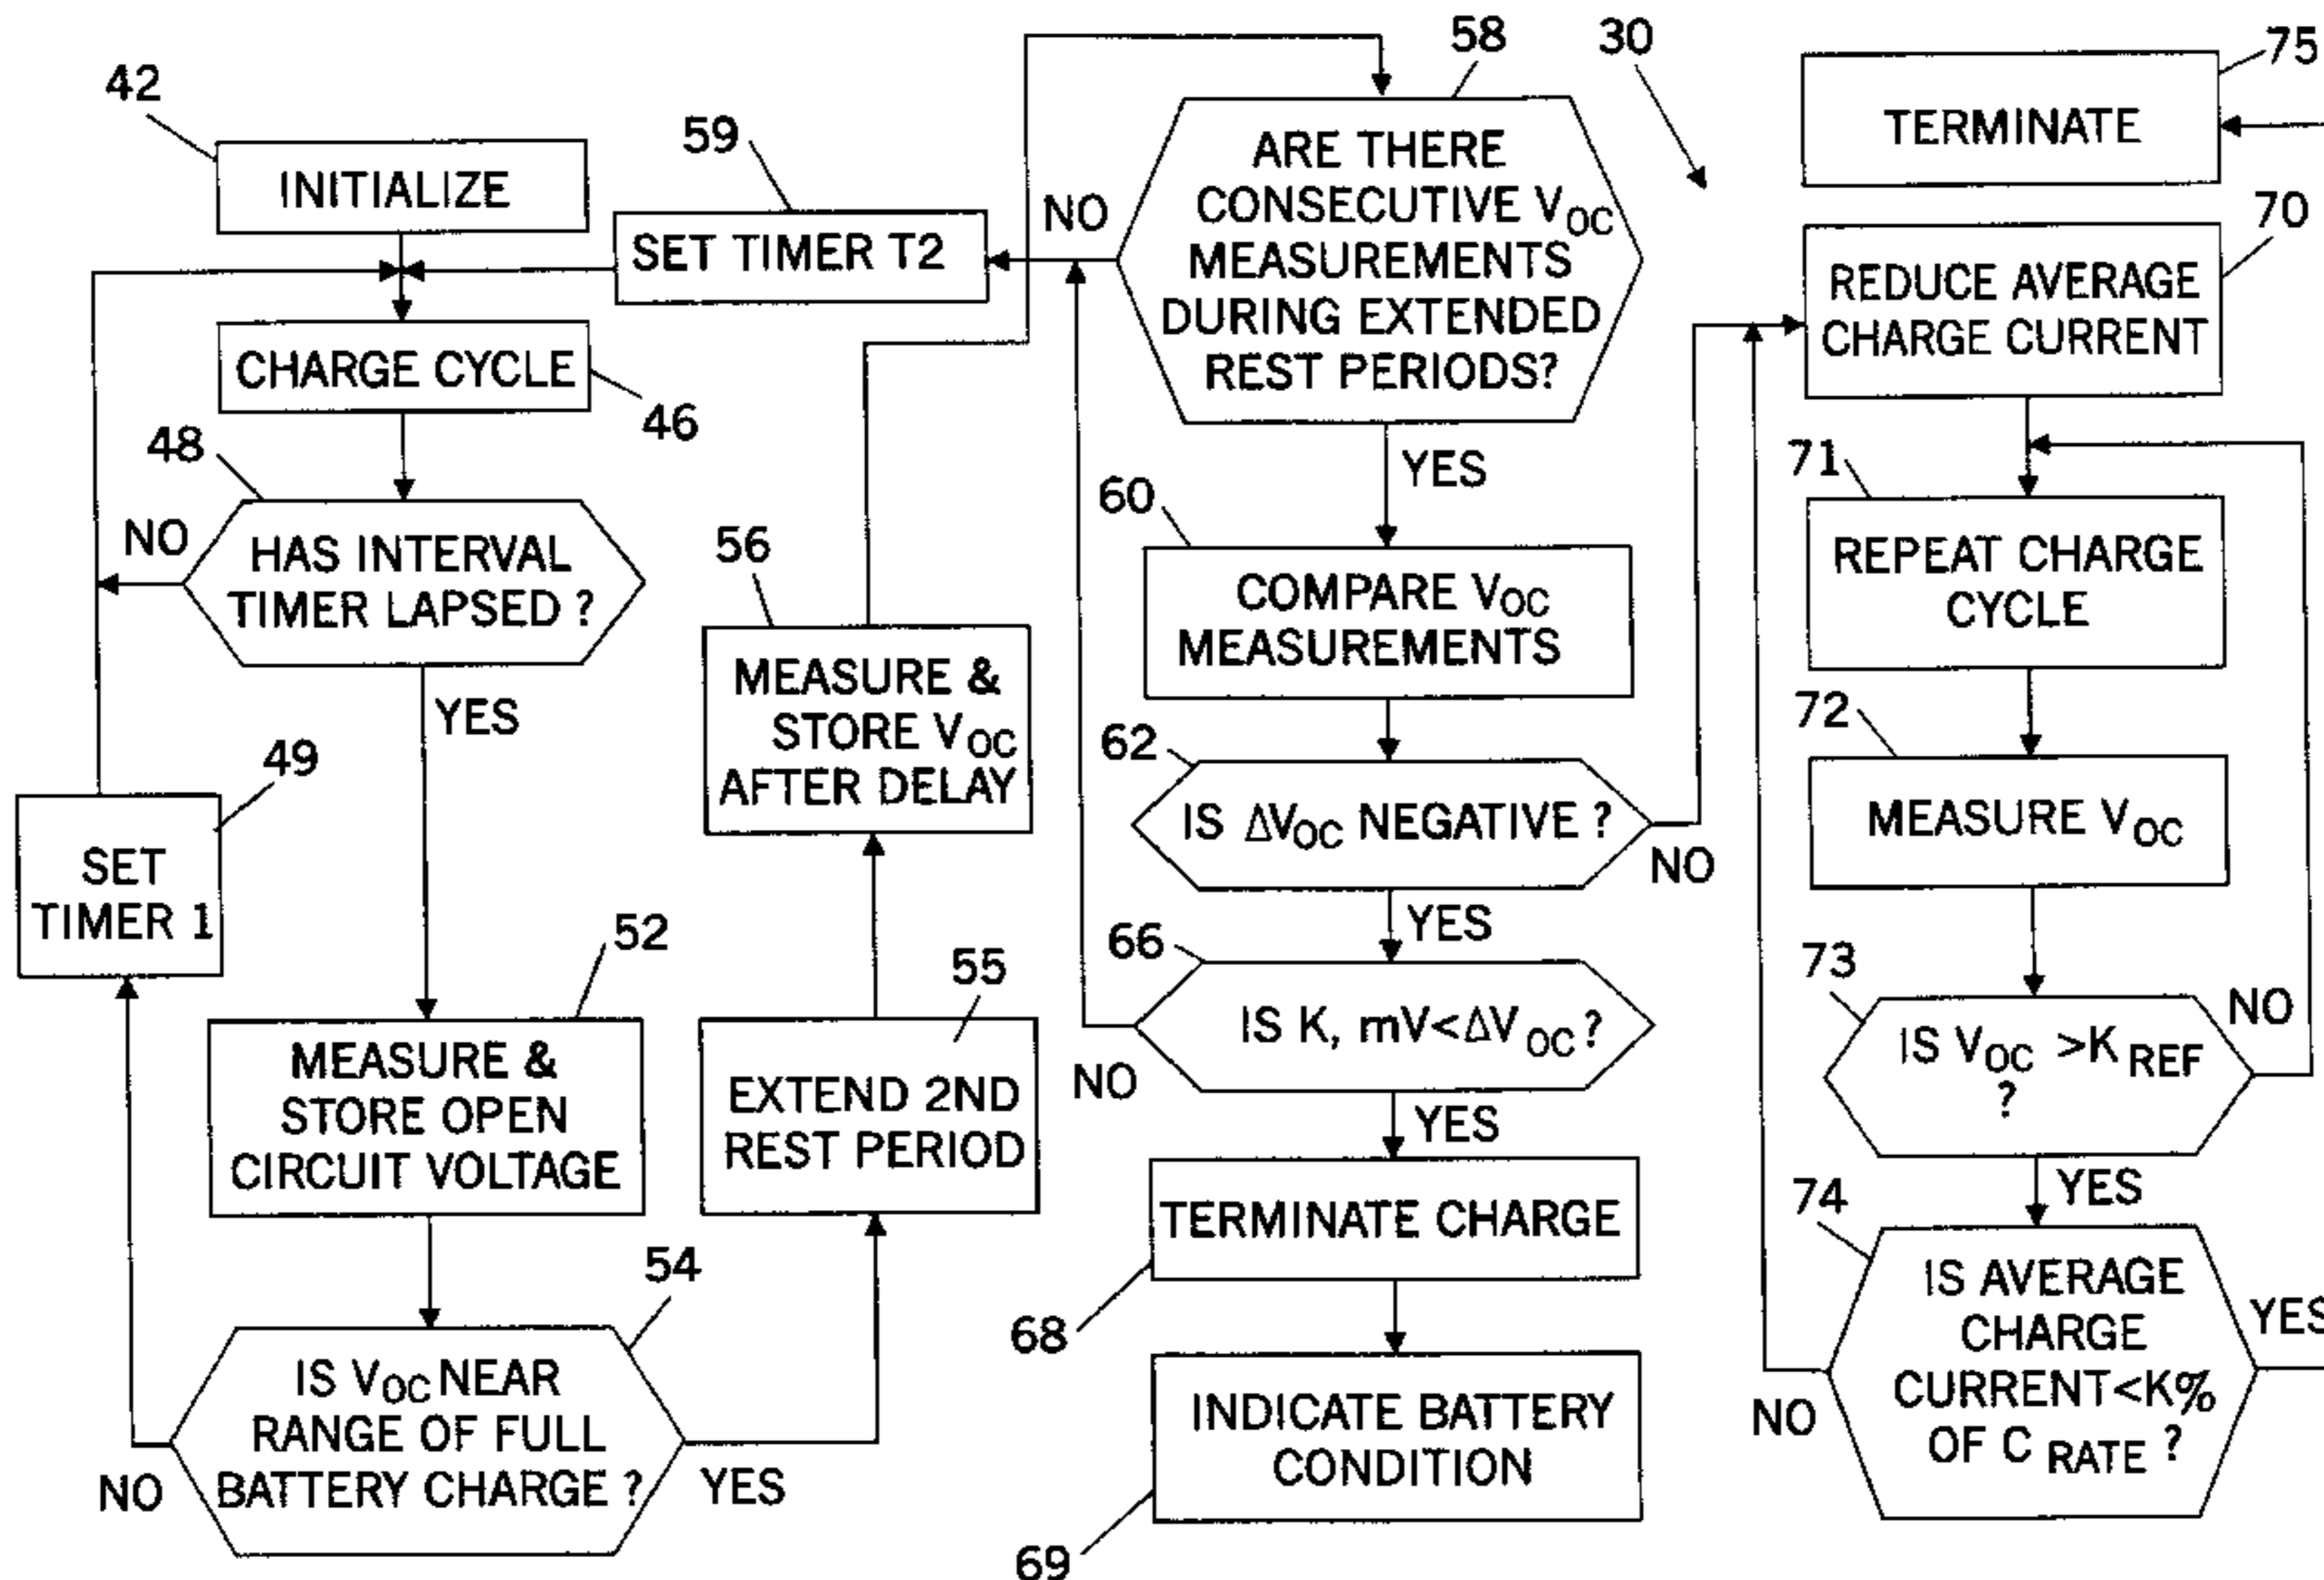 42
INITIALIZE
CHARGE CYCLE
46
48
HAS INTERVAL
TIMER LAPSED ?
NO
YES
49
SET
TIMER 1
52
MEASURE &
STORE OPEN
CIRCUIT VOLTAGE
54
IS VOC NEAR
RANGE OF FULL
BATTERY CHARGE ?
NO
YES
55
EXTEND 2ND
REST PERIOD
56
MEASURE &
STORE VOC
AFTER DELAY
59
SET TIMER T2
58
ARE THERE
CONSECUTIVE VOC
MEASUREMENTS
DURING EXTENDED
REST PERIODS?
NO
YES
60
COMPARE VOC
MEASUREMENTS
62
IS ΔVOC NEGATIVE ?
NO
YES
66
IS K, mV<ΔVOC?
NO
YES
TERMINATE CHARGE
68
INDICATE BATTERY
CONDITION
69
30
75
TERMINATE
70
REDUCE AVERAGE
CHARGE CURRENT
71
REPEAT CHARGE
CYCLE
72
MEASURE VOC
73
IS VOC >K REF
?
NO
YES
74
IS AVERAGE
CHARGE
CURRENT<K%
OF C RATE ?
NO
YES